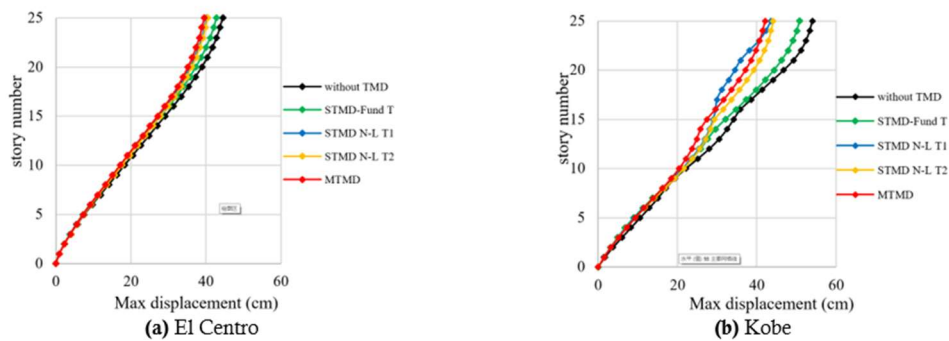 25
20
15
10
5
0
story number
0 20 40 60
Max displacement (cm)
without TMD
STMD-Fund T
STMD N-L T1
STMD N-L T2
MTMD
(a) El Centro
25
20
15
10
5
0
story number
0 20 40 60
Max displacement (cm)
without TMD
STMD-Fund T
STMD N-L T1
STMD N-L T2
MTMD
(b) Kobe